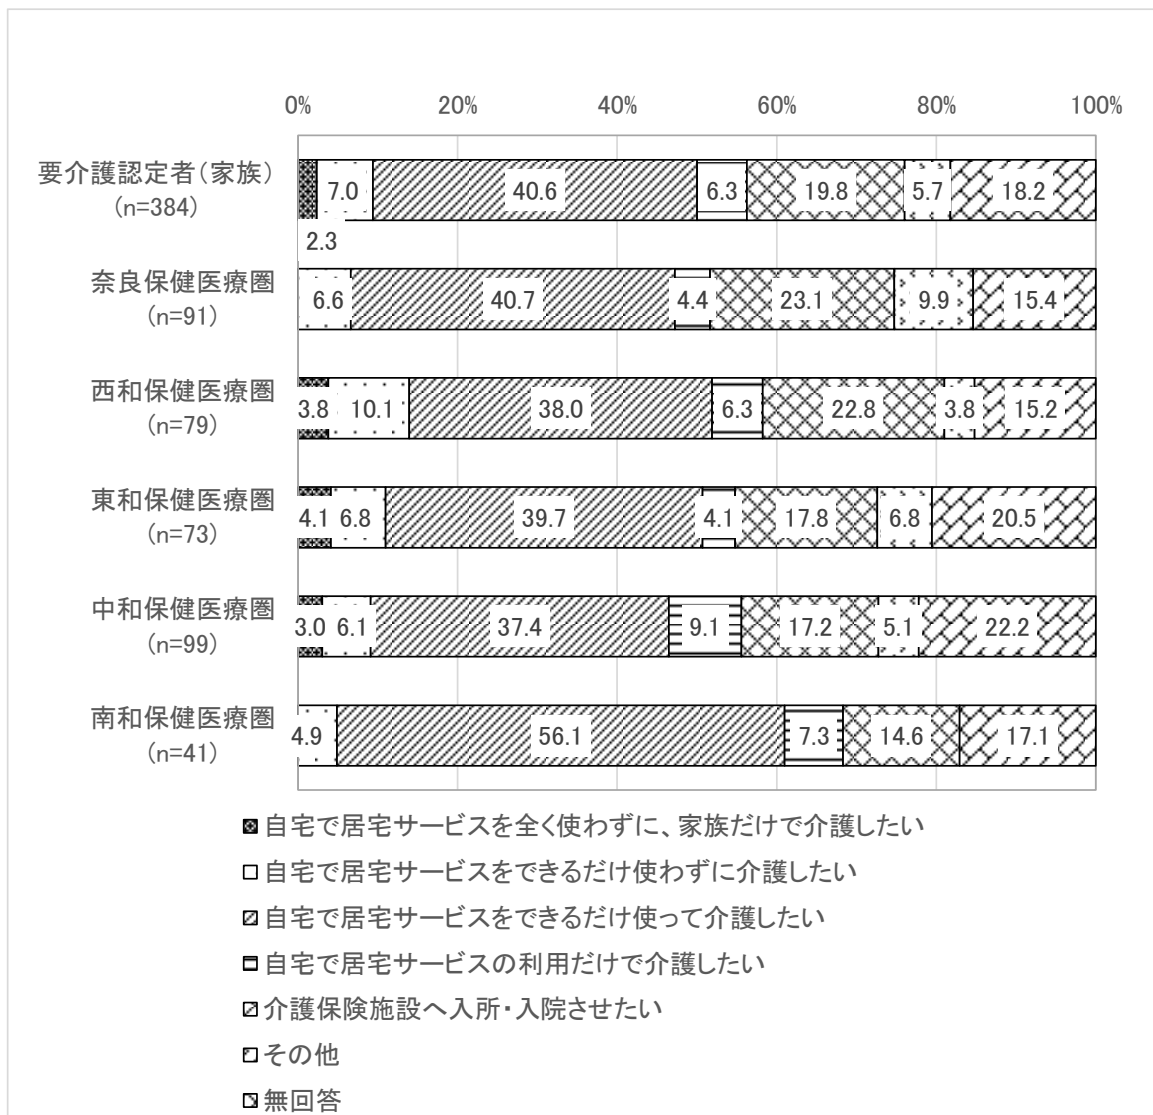 0% 20% 40% 60% 80% 100%
要介護認定者(家族)
(n=384)
7.0 40.6 6.3 19.8 5.7 18.2
2.3
奈良保健医療圏
(n=91)
6.6 40.7 4.4 23.1 9.9 15.4
西和保健医療圏
(n=79)
3.8 10.1 38.0 6.3 22.8 3.8 15.2
東和保健医療圏
(n=73)
4.1 6.8 39.7 4.1 17.8 6.8 20.5
中和保健医療圏
(n=99)
3.0 6.1 37.4 9.1 17.2 5.1 22.2
南和保健医療圏
(n=41)
4.9 56.1 7.3 14.6 17.1
自宅で居宅サービスを全く使わずに、家族だけで介護したい
自宅で居宅サービスをできるだけ使わずに介護したい
自宅で居宅サービスをできるだけ使って介護したい
自宅で居宅サービスの利用だけで介護したい
介護保険施設へ入所・入院させたい
その他
無回答